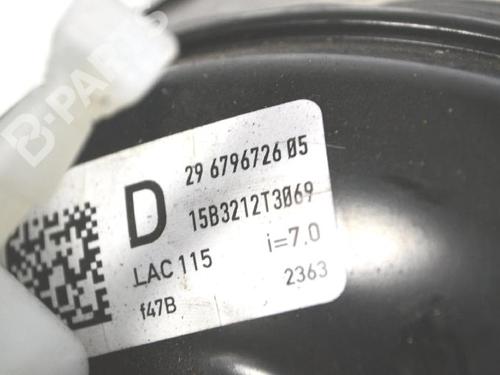 B-PARTS
D
29 6796726 05
15B3212T3069
LAC 115 i=7.0
f47B 2363